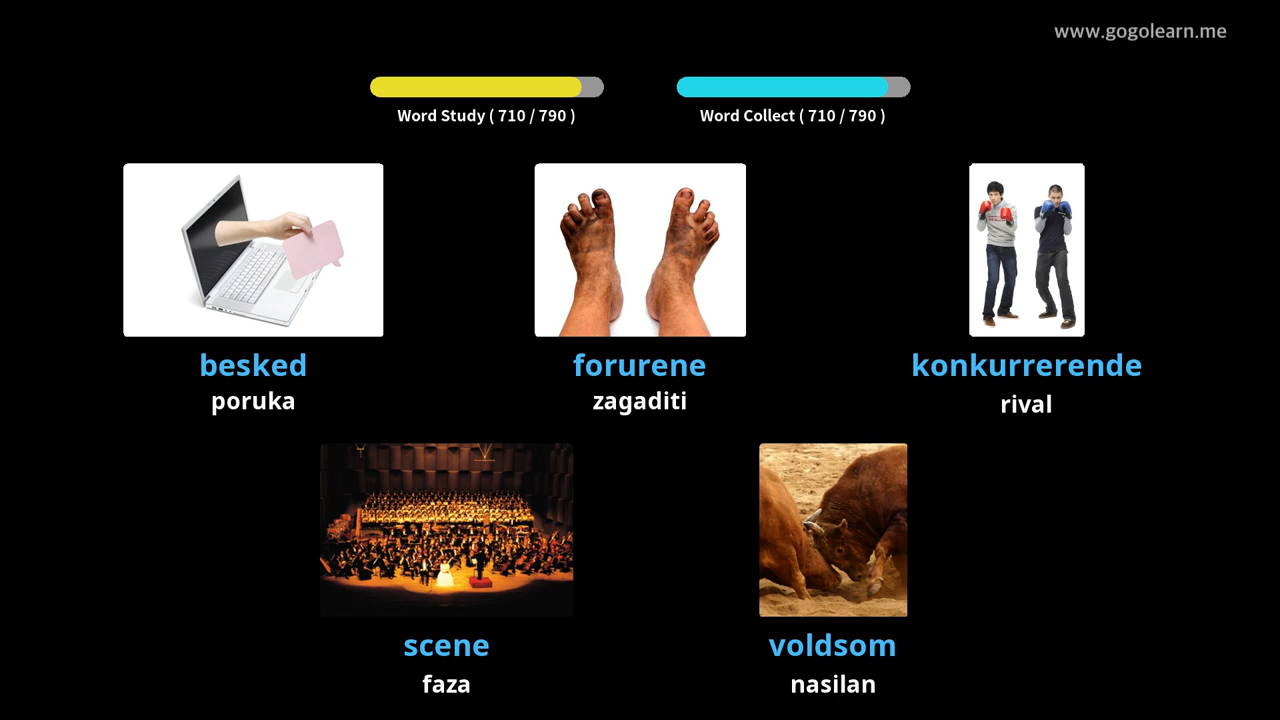 www.gogolearn.me
Word Study ( 710 / 790 )
Word Collect ( 710 / 790 )
besked
poruka
forurene
zagaditi
konkurrerende
rival
scene
faza
voldsom
nasilan